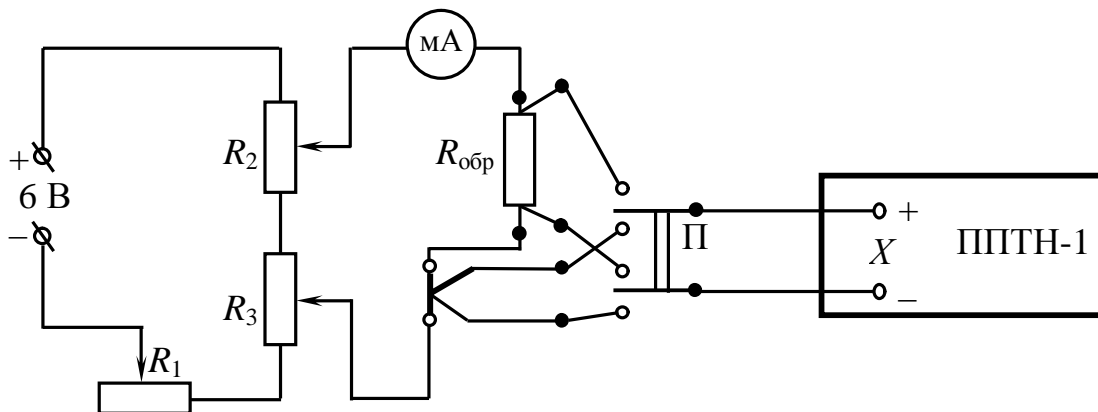 мА
R₂
R₃
R₁
Rобр
+
6 В
−
П
+
X
−
ППТН-1